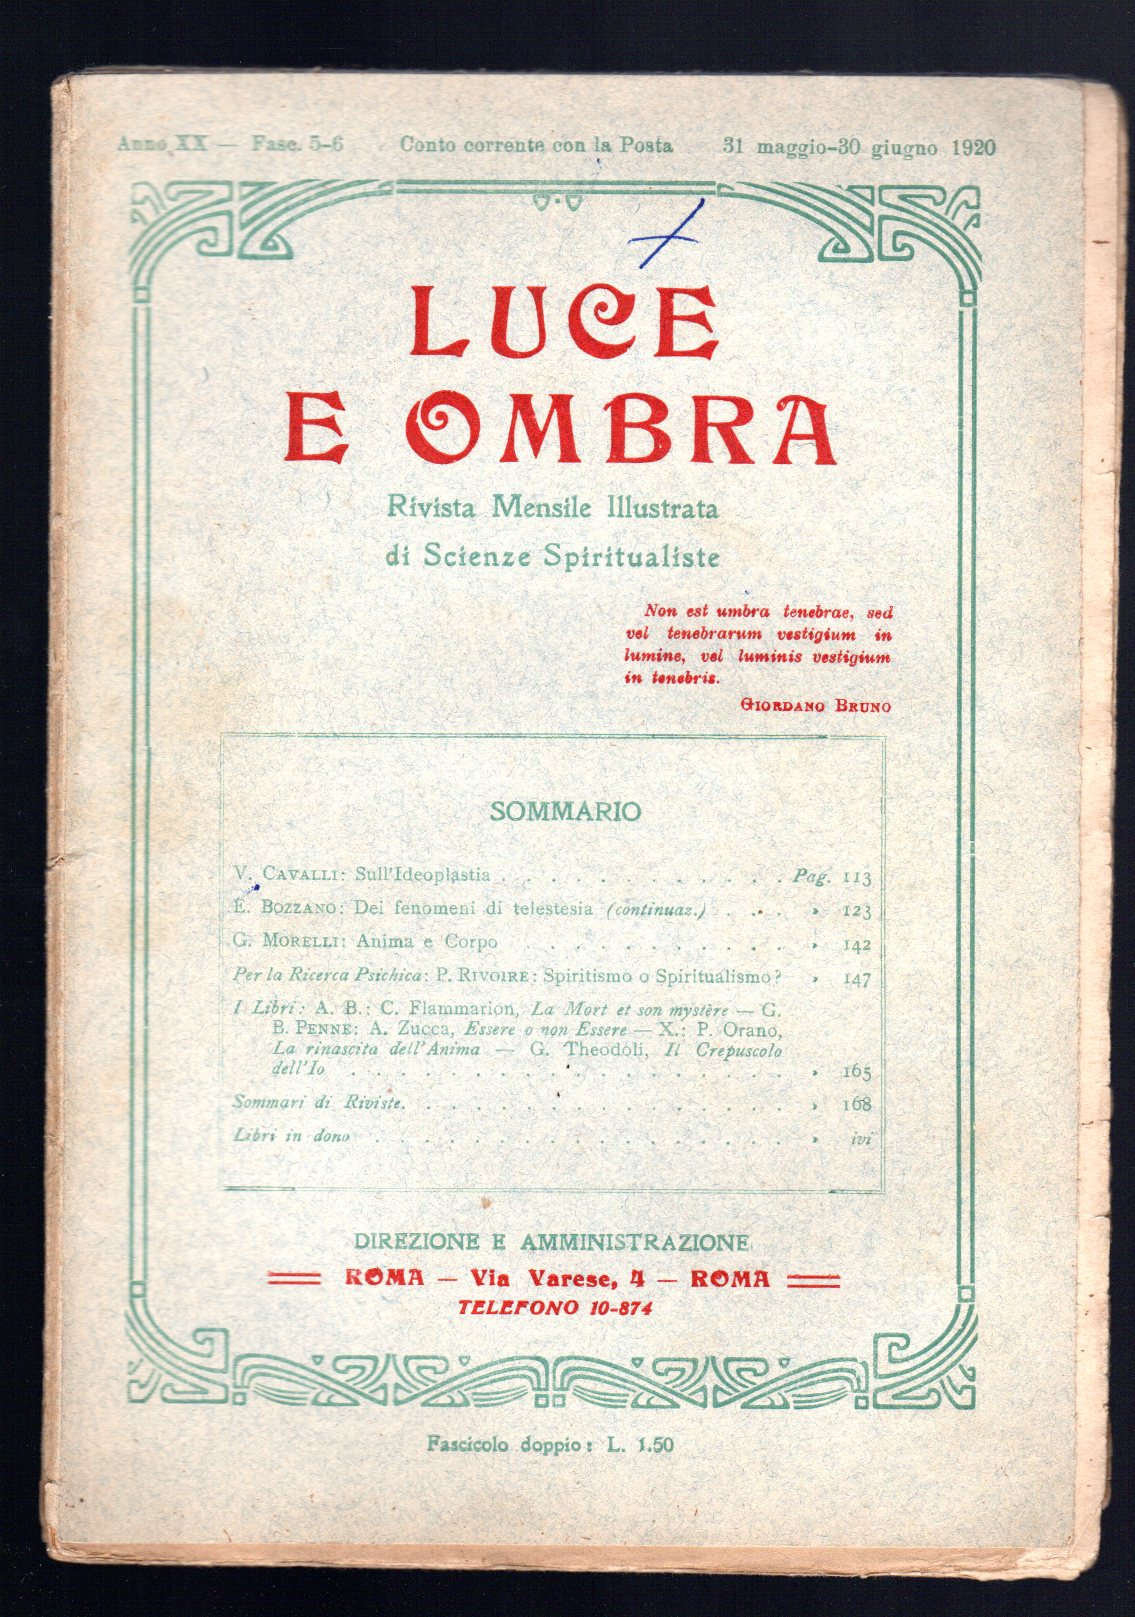 Anno XX — Fasc. 5-6 Conto corrente con la Posta 31 maggio-30 giugno 1920
LUCE
E OMBRA
Rivista Mensile Illustrata
di Scienze Spiritualiste
Non est umbra tenebrae, sed
vel tenebrarum vestigium in
lumine, vel luminis vestigium
in tenebris.
GIORDANO BRUNO
SOMMARIO
V. CAVALLI: Sull'Ideoplastia . . . . . . . . . . . . Pag. 113
E. BOZZANO: Dei fenomeni di telestesia (continuaz.) . . . . » 123
G. MORELLI: Anima e Corpo . . . . . . . . . . . » 142
Per la Ricerca Psichica: P. RIVOIRE: Spiritismo o Spiritualismo? » 147
I Libri: A. B.: C. Flammarion, La Mort et son mystère — G.
B. PENNE: A. Zucca, Essere o non Essere — X.: P. Orano,
La rinascita dell'Anima — G. Theodoli, Il Crepuscolo
dell'Io . . . . . . . . . . . . . . . . . . » 165
Sommari di Riviste. . . . . . . . . . . . . . . . » 168
Libri in dono . . . . . . . . . . . . . . . . . » ivi
DIREZIONE E AMMINISTRAZIONE
ROMA — Via Varese, 4 — ROMA
TELEFONO 10-874
Fascicolo doppio: L. 1.50